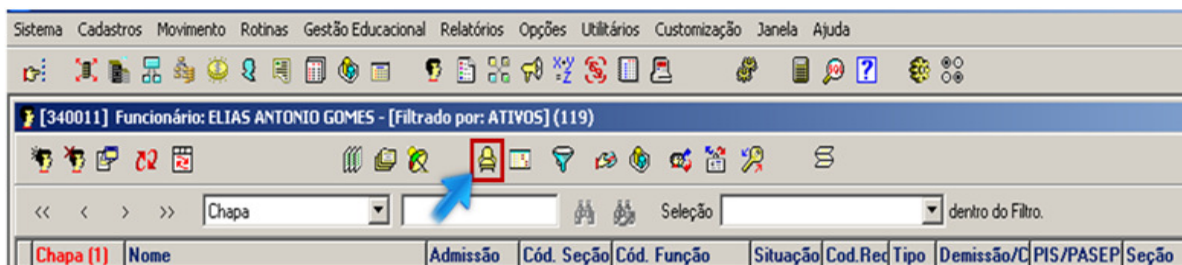 Sistema Cadastros Movimento Rotinas Gestão Educacional Relatórios Opções Utilitários Customização Janela Ajuda
[340011] Funcionário: ELIAS ANTONIO GOMES - [Filtrado por: ATIVOS] (119)
<< < > >> Chapa Seleção dentro do Filtro.
Chapa (1) Nome Admissão Cód. Seção Cód. Função Situação Cod.Rec Tipo Demissão/C PIS/PASEP Seção